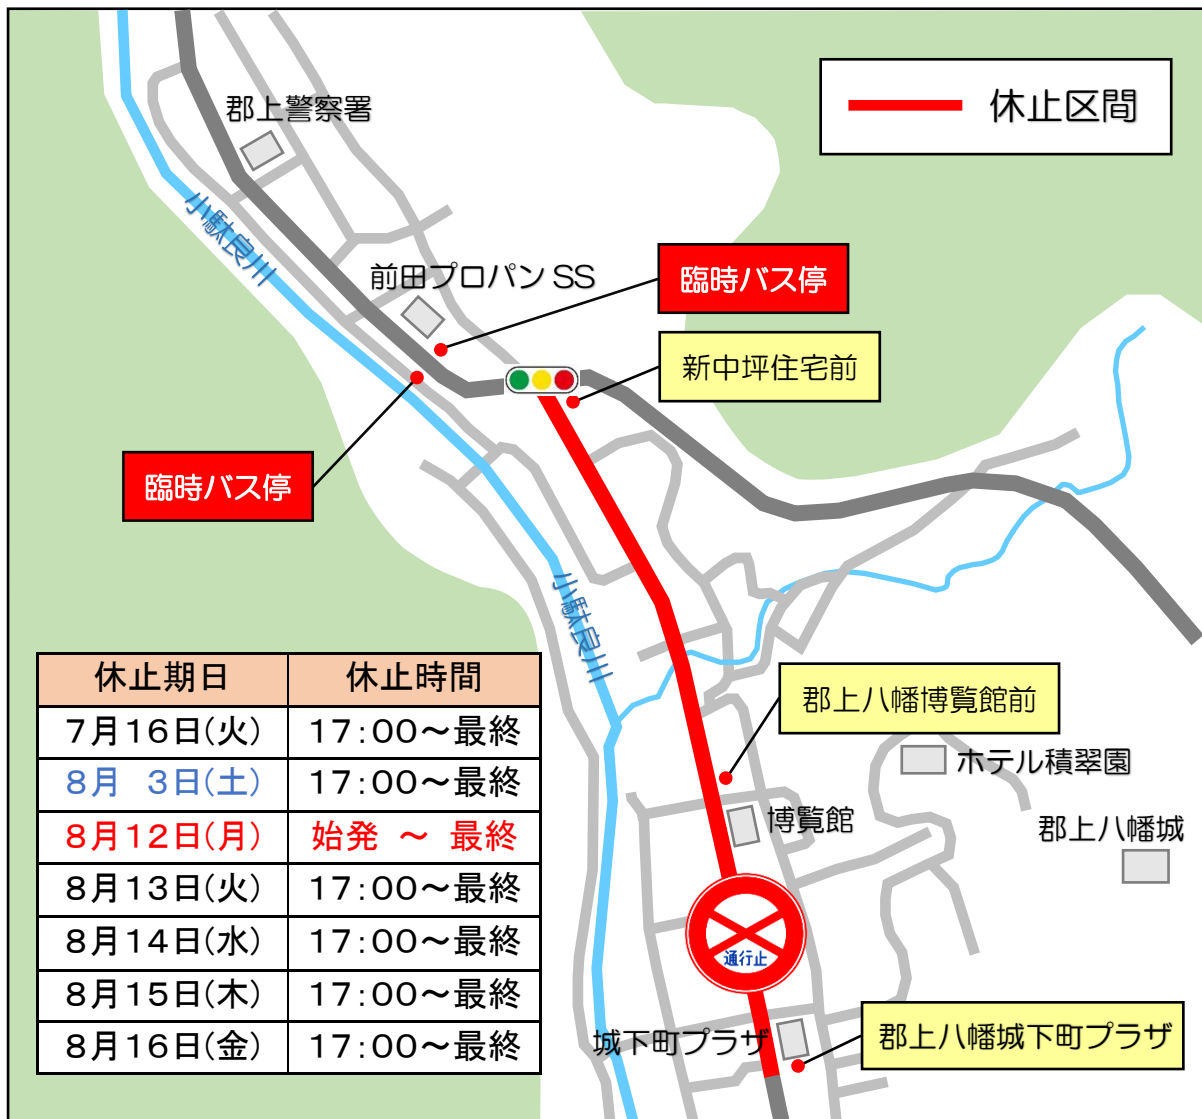 休止区間
郡上警察署
小駄良川
前田プロパンSS
臨時バス停
新中坪住宅前
臨時バス停
小駄良川
休止期日 休止時間
7月16日(火) 17:00～最終
8月 3日(土) 17:00～最終
8月12日(月) 始発 ～ 最終
8月13日(火) 17:00～最終
8月14日(水) 17:00～最終
8月15日(木) 17:00～最終
8月16日(金) 17:00～最終
郡上八幡博覧館前
ホテル積翠園
博覧館
郡上八幡城
通行止
城下町プラザ
郡上八幡城下町プラザ